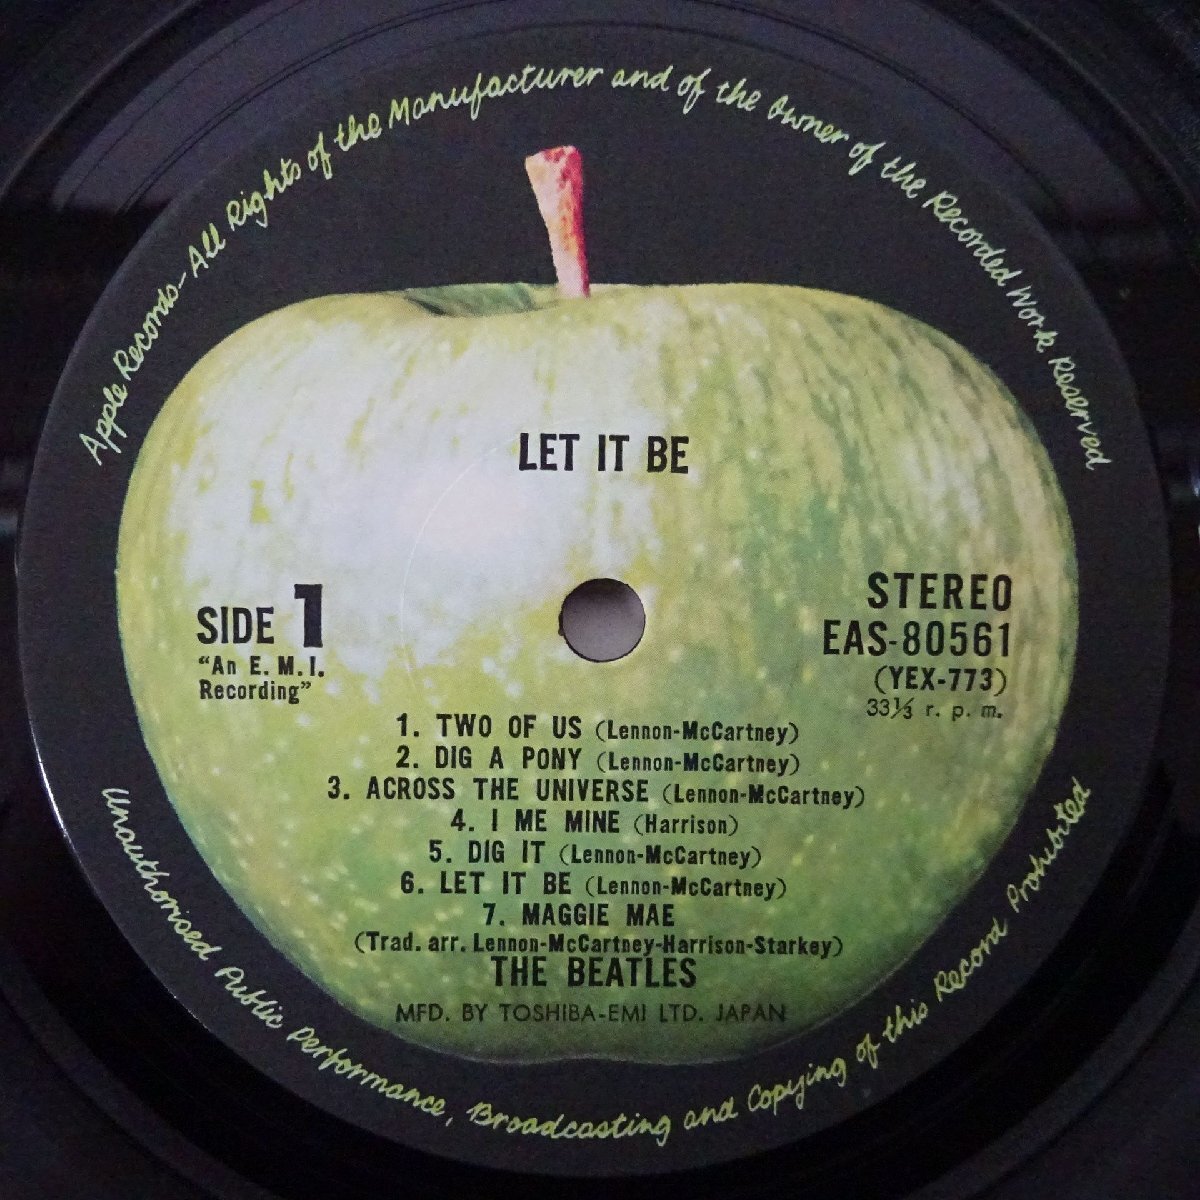 Apple Records-All Rights of the Manufacturer and of the Owner of the Recorded Work Reserved
LET IT BE
SIDE 1
“An E. M. I.
Recording”
STEREO
EAS-80561
(YEX-773)
33⅓ r. p. m.
1. TWO OF US (Lennon-McCartney)
2. DIG A PONY (Lennon-McCartney)
3. ACROSS THE UNIVERSE (Lennon-McCartney)
4. I ME MINE (Harrison)
5. DIG IT (Lennon-McCartney)
6. LET IT BE (Lennon-McCartney)
7. MAGGIE MAE
(Trad. arr. Lennon-McCartney-Harrison-Starkey)
THE BEATLES
MFD. BY TOSHIBA-EMI LTD. JAPAN
Unauthorised Public Performance, Broadcasting and Copying of this Record Prohibited